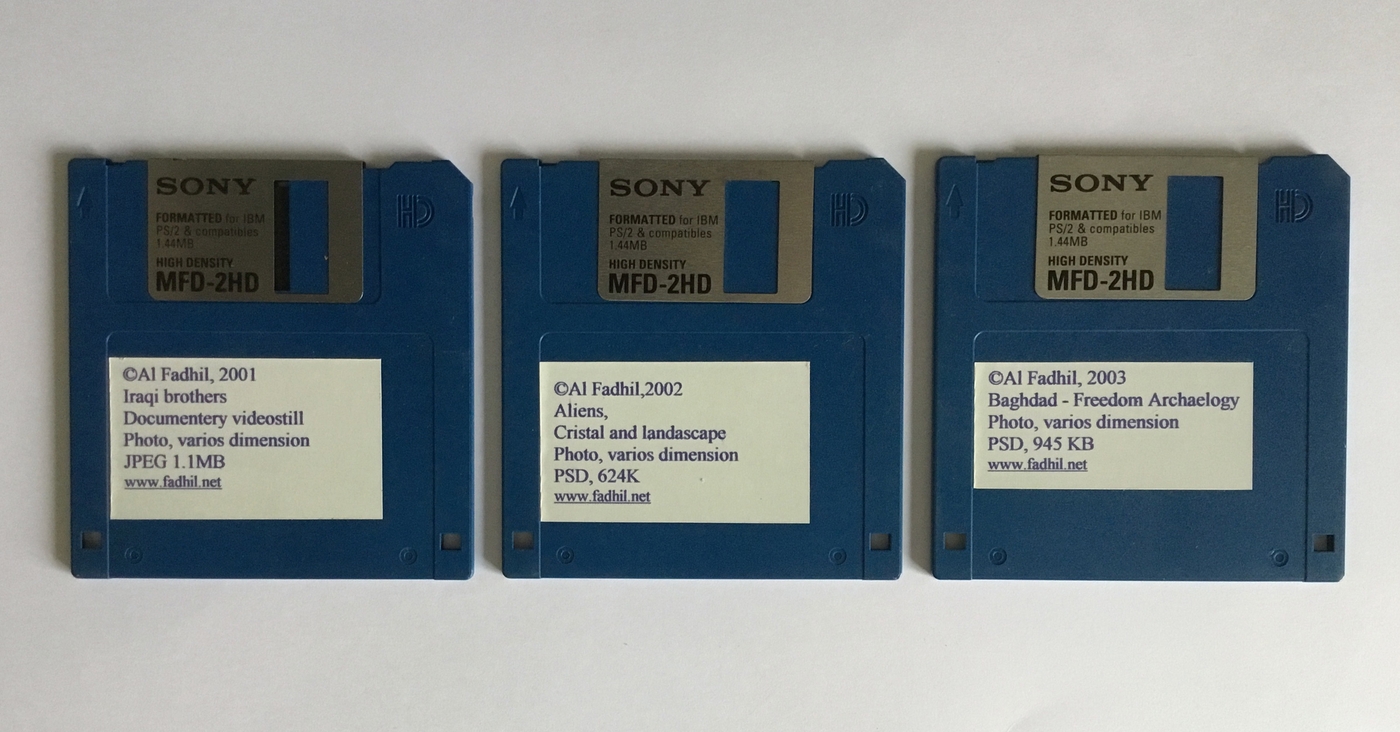 SONY
FORMATTED for IBM
PS/2 & compatibles
1.44MB
HIGH DENSITY
MFD-2HD
HD
©Al Fadhil, 2001
Iraqi brothers
Documentery videostill
Photo, varios dimension
JPEG 1.1MB
www.fadhil.net
SONY
FORMATTED for IBM
PS/2 & compatibles
1.44MB
HIGH DENSITY
MFD-2HD
HD
©Al Fadhil,2002
Aliens,
Cristal and landascape
Photo, varios dimension
PSD, 624K
www.fadhil.net
SONY
FORMATTED for IBM
PS/2 & compatibles
1.44MB
HIGH DENSITY
MFD-2HD
HD
©Al Fadhil, 2003
Baghdad - Freedom Archaelogy
Photo, varios dimension
PSD, 945 KB
www.fadhil.net